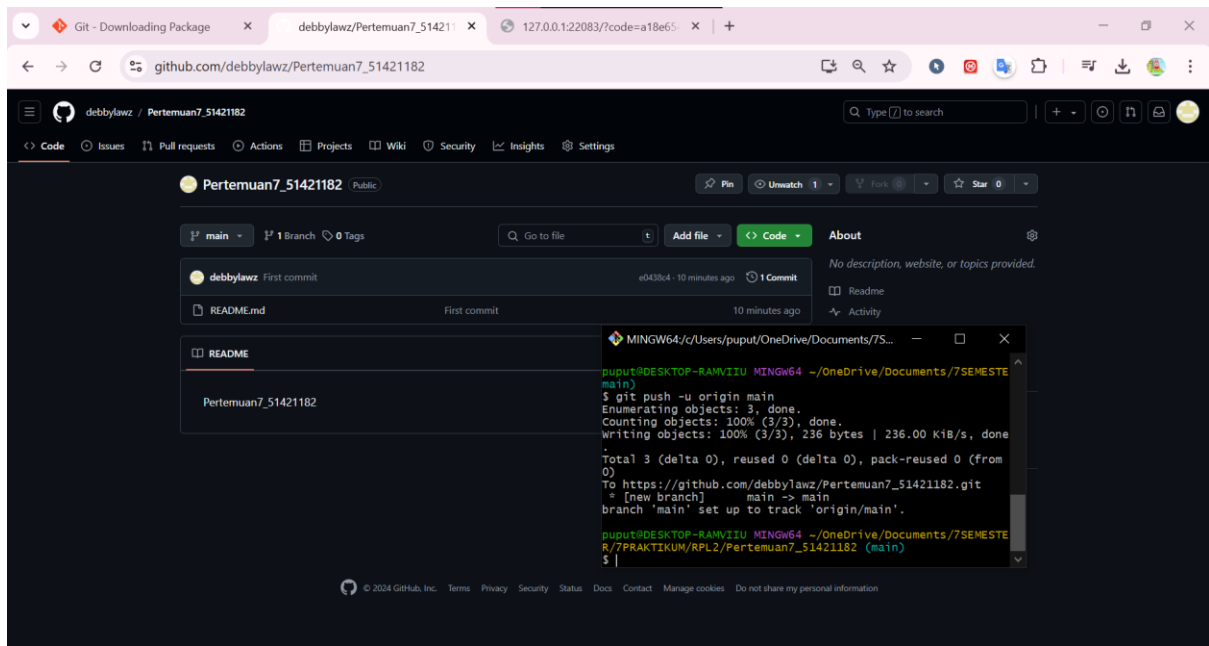 Git - Downloading Package
debbylawz/Pertemuan7_51421
127.0.0.1:22083/?code=a18e654
github.com/debbylawz/Pertemuan7_51421182
debbylawz / Pertemuan7_51421182
Type / to search
Code Issues Pull requests Actions Projects Wiki Security Insights Settings
Pertemuan7_51421182 Public
Pin Unwatch 1 Fork 0 Star 0
main 1 Branch 0 Tags
Go to file t Add file Code
About
No description, website, or topics provided.
debbylawz First commit e0438c4 · 10 minutes ago 1 Commit
Readme
README.md First commit 10 minutes ago
Activity
README
Pertemuan7_51421182
MINGW64:/c/Users/puput/OneDrive/Documents/7S...
puput@DESKTOP-RAMVIIU MINGW64 ~/OneDrive/Documents/7SEMESTE
main)
$ git push -u origin main
Enumerating objects: 3, done.
Counting objects: 100% (3/3), done.
Writing objects: 100% (3/3), 236 bytes | 236.00 KiB/s, done
.
Total 3 (delta 0), reused 0 (delta 0), pack-reused 0 (from
0)
To https://github.com/debbylawz/Pertemuan7_51421182.git
* [new branch] main -> main
branch 'main' set up to track 'origin/main'.
puput@DESKTOP-RAMVIIU MINGW64 ~/OneDrive/Documents/7SEMESTE
R/7PRAKTIKUM/RPL2/Pertemuan7_51421182 (main)
$
© 2024 GitHub, Inc. Terms Privacy Security Status Docs Contact Manage cookies Do not share my personal information